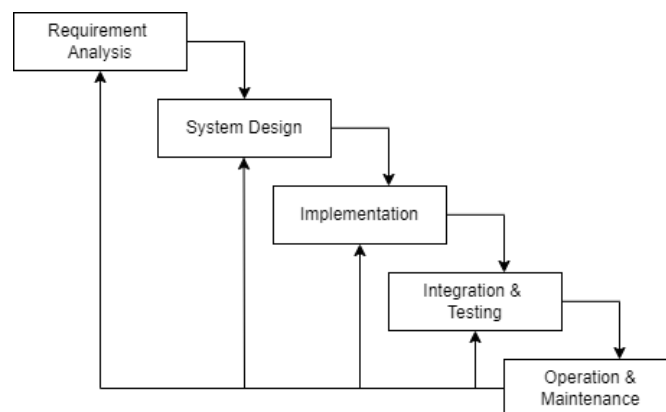 Requirement
Analysis
System Design
Implementation
Integration &
Testing
Operation &
Maintenance